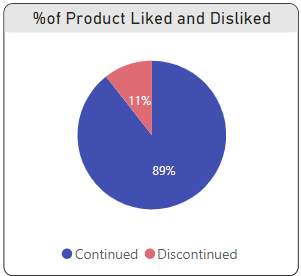 %of Product Liked and Disliked
11%
89%
Continued Discontinued